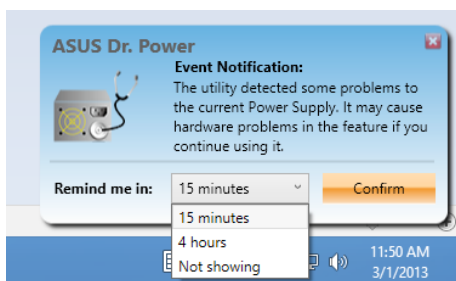 ASUS Dr. Power
Event Notification:
The utility detected some problems to
the current Power Supply. It may cause
hardware problems in the feature if you
continue using it.
Remind me in:
15 minutes
Confirm
15 minutes
4 hours
Not showing
11:50 AM
3/1/2013